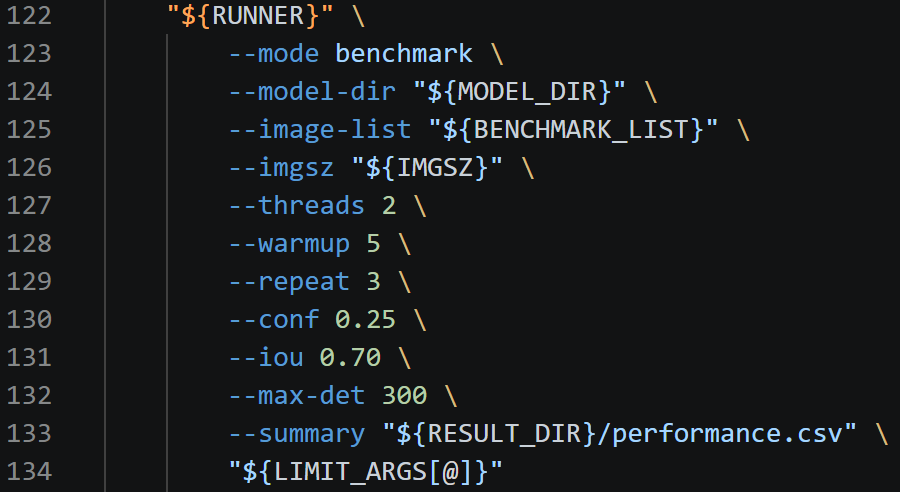 122 "${RUNNER}" \
123 --mode benchmark \
124 --model-dir "${MODEL_DIR}" \
125 --image-list "${BENCHMARK_LIST}" \
126 --imgsz "${IMGSZ}" \
127 --threads 2 \
128 --warmup 5 \
129 --repeat 3 \
130 --conf 0.25 \
131 --iou 0.70 \
132 --max-det 300 \
133 --summary "${RESULT_DIR}/performance.csv" \
134 "${LIMIT_ARGS[@]}"